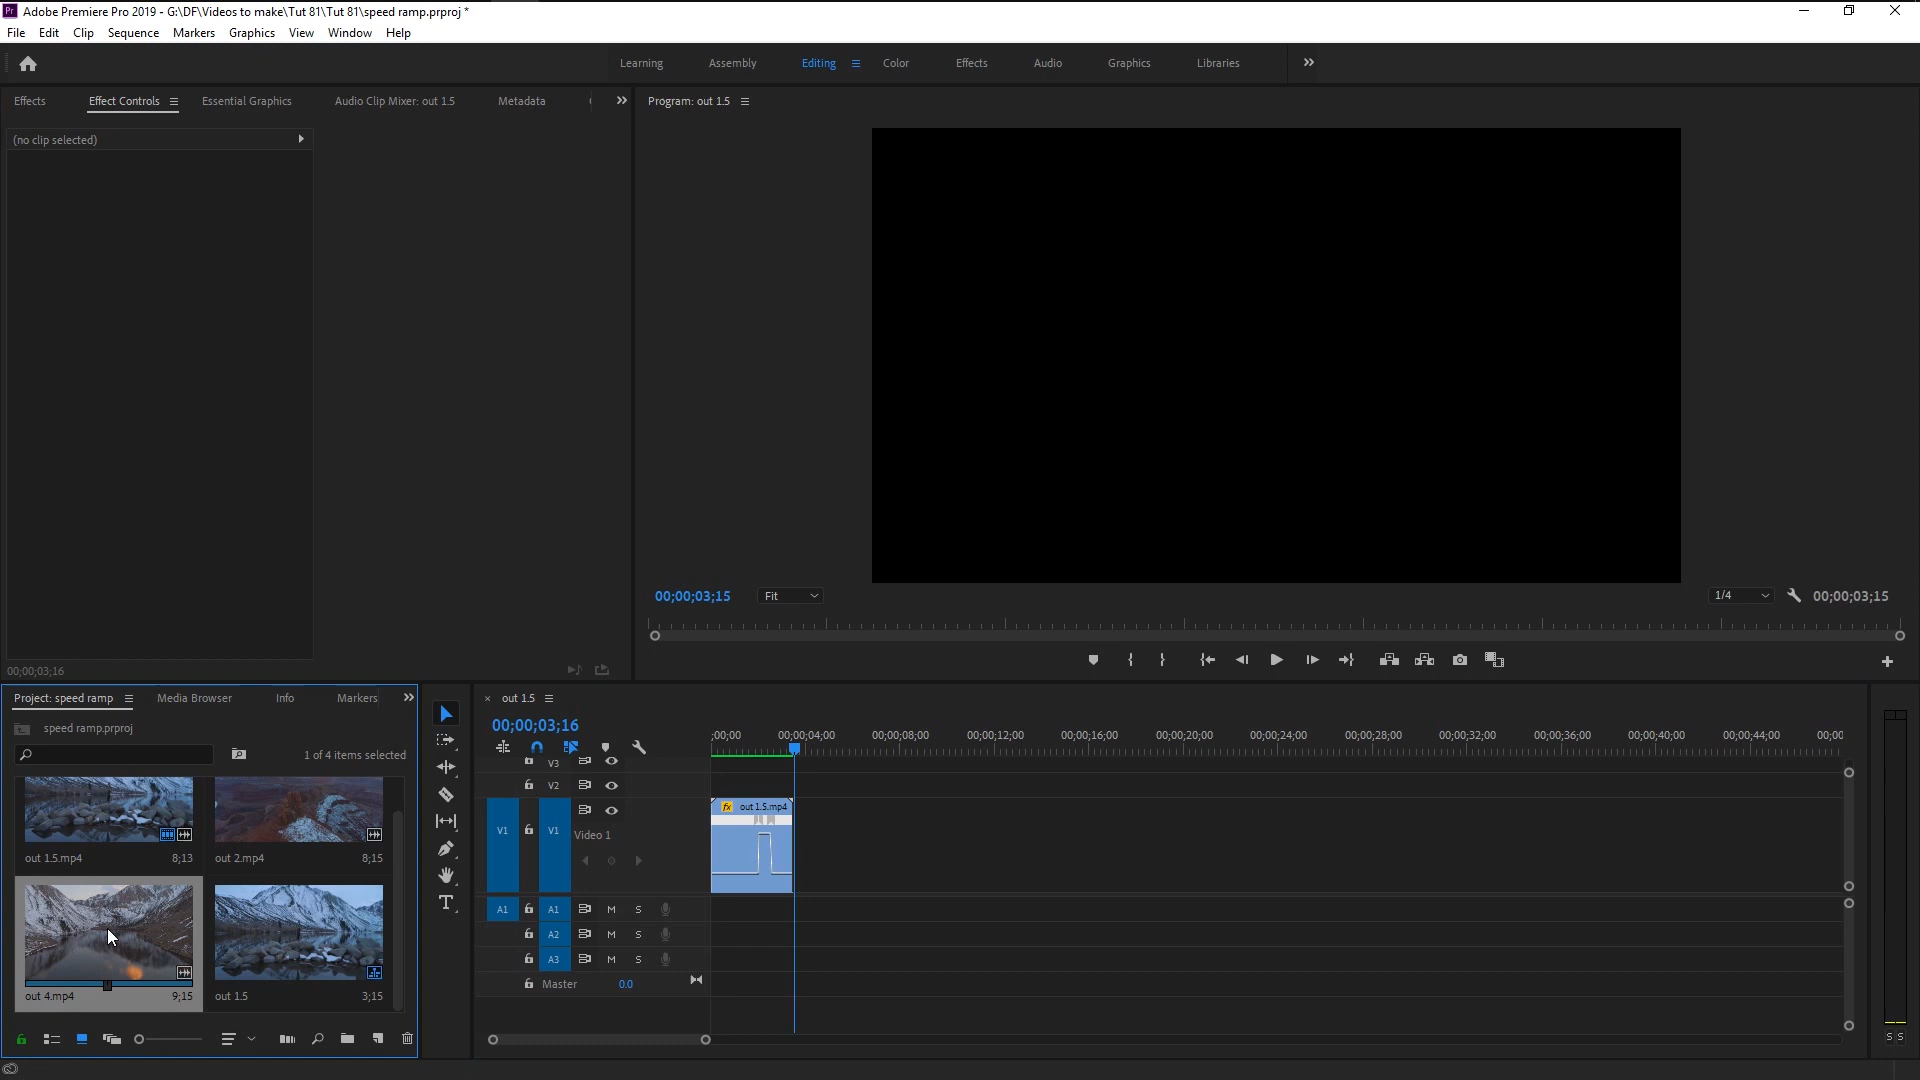 Pr Adobe Premiere Pro 2019 - G:\DF\Videos to make\Tut 81\Tut 81\speed ramp.prproj *
File Edit Clip Sequence Markers Graphics View Window Help
Learning Assembly Editing Color Effects Audio Graphics Libraries
Effects Effect Controls Essential Graphics Audio Clip Mixer: out 1.5 Metadata
Program: out 1.5
(no clip selected)
00;00;03;15 Fit 1/4 00;00;03;15
00;00;03;16
Project: speed ramp Media Browser Info Markers
speed ramp.prproj
1 of 4 items selected
out 1.5.mp4 8;13
out 2.mp4 8;15
out 4.mp4 9;15
out 1.5 3;15
× out 1.5
00;00;03;16
;00;00 00;00;04;00 00;00;08;00 00;00;12;00 00;00;16;00 00;00;20;00 00;00;24;00 00;00;28;00 00;00;32;00 00;00;36;00 00;00;40;00 00;00;44;00 00;00
V3
V2
fx out 1.5.mp4
V1 V1 Video 1
A1 A1 M S
A2 M S
A3 M S
Master 0.0
T
S S